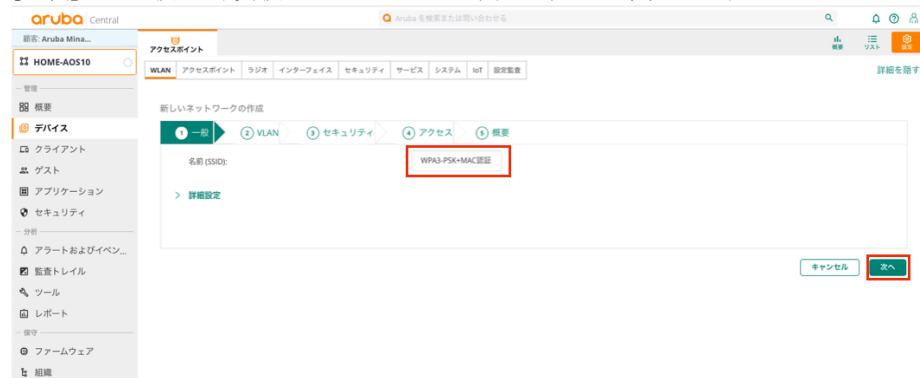 aruba Central
Aruba を検索または問い合わせる
顧客: Aruba Mina...
アクセスポイント
概要
リスト
設定
HOME-AOS10
WLAN アクセスポイント ラジオ インターフェイス セキュリティ サービス システム IoT 設定監査
詳細を隠す
管理
概要
デバイス
クライアント
ゲスト
アプリケーション
セキュリティ
分析
アラートおよびイベン...
監査トレイル
ツール
レポート
保守
ファームウェア
組織
新しいネットワークの作成
1 一般 2 VLAN 3 セキュリティ 4 アクセス 5 概要
名前 (SSID): WPA3-PSK+MAC認証
> 詳細設定
キャンセル 次へ